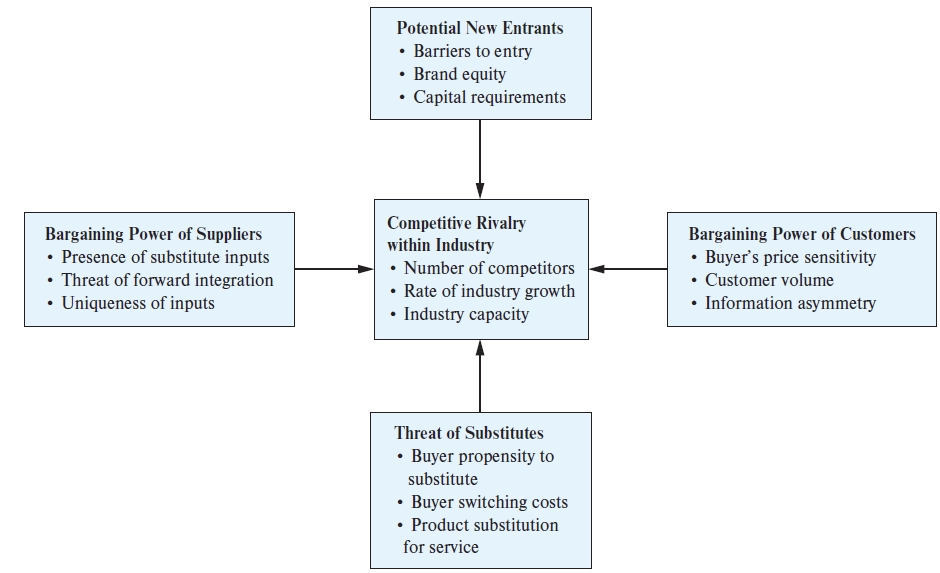 Potential New Entrants
• Barriers to entry
• Brand equity
• Capital requirements
Bargaining Power of Suppliers
• Presence of substitute inputs
• Threat of forward integration
• Uniqueness of inputs
Competitive Rivalry
within Industry
• Number of competitors
• Rate of industry growth
• Industry capacity
Bargaining Power of Customers
• Buyer’s price sensitivity
• Customer volume
• Information asymmetry
Threat of Substitutes
• Buyer propensity to
substitute
• Buyer switching costs
• Product substitution
for service